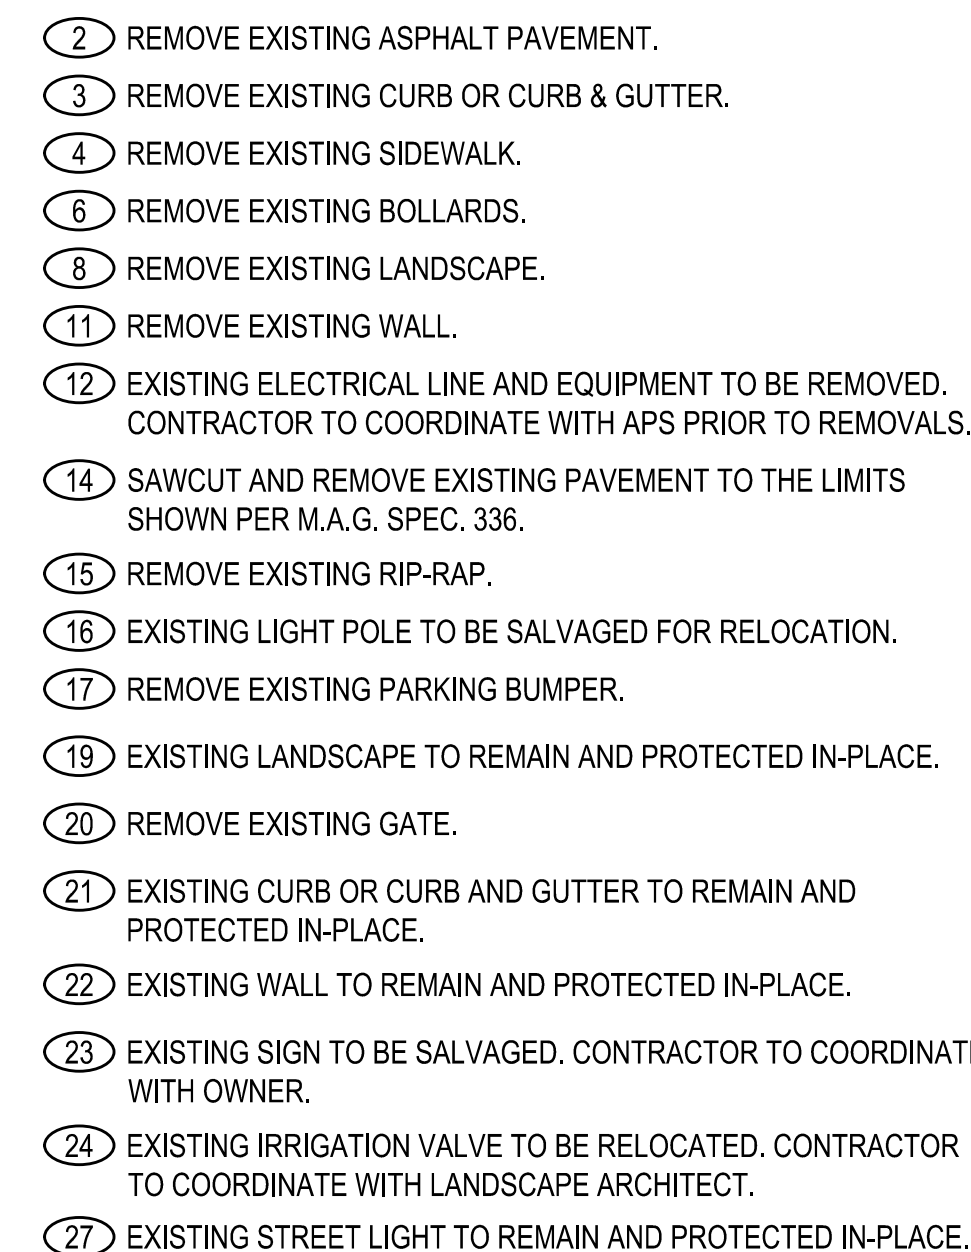 2 REMOVE EXISTING ASPHALT PAVEMENT.
3 REMOVE EXISTING CURB OR CURB & GUTTER.
4 REMOVE EXISTING SIDEWALK.
6 REMOVE EXISTING BOLLARDS.
8 REMOVE EXISTING LANDSCAPE.
11 REMOVE EXISTING WALL.
12 EXISTING ELECTRICAL LINE AND EQUIPMENT TO BE REMOVED.
CONTRACTOR TO COORDINATE WITH APS PRIOR TO REMOVALS.
14 SAWCUT AND REMOVE EXISTING PAVEMENT TO THE LIMITS
SHOWN PER M.A.G. SPEC. 336.
15 REMOVE EXISTING RIP-RAP.
16 EXISTING LIGHT POLE TO BE SALVAGED FOR RELOCATION.
17 REMOVE EXISTING PARKING BUMPER.
19 EXISTING LANDSCAPE TO REMAIN AND PROTECTED IN-PLACE.
20 REMOVE EXISTING GATE.
21 EXISTING CURB OR CURB AND GUTTER TO REMAIN AND
PROTECTED IN-PLACE.
22 EXISTING WALL TO REMAIN AND PROTECTED IN-PLACE.
23 EXISTING SIGN TO BE SALVAGED. CONTRACTOR TO COORDINATE
WITH OWNER.
24 EXISTING IRRIGATION VALVE TO BE RELOCATED. CONTRACTOR
TO COORDINATE WITH LANDSCAPE ARCHITECT.
27 EXISTING STREET LIGHT TO REMAIN AND PROTECTED IN-PLACE.